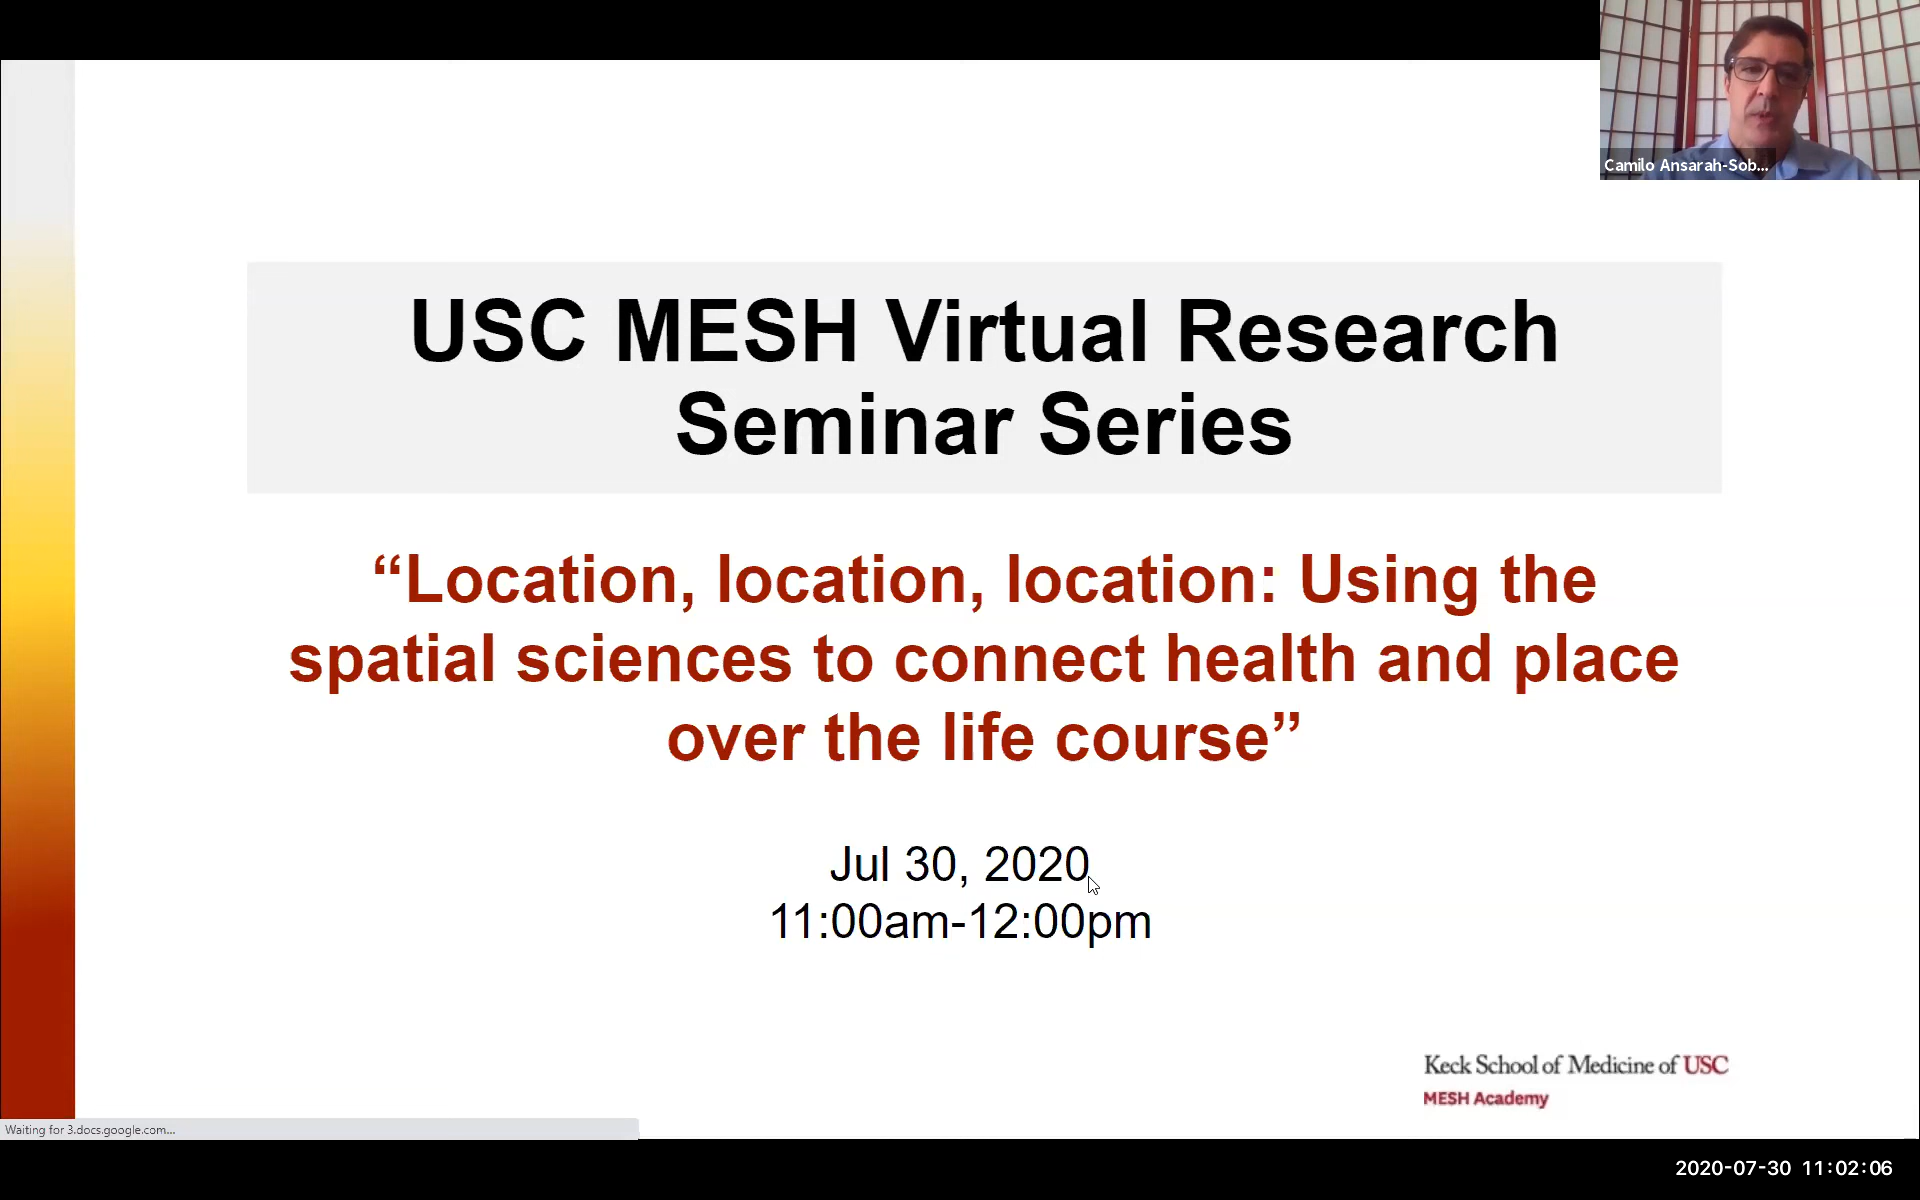 Camilo Ansarah-Sob...
USC MESH Virtual Research
Seminar Series
“Location, location, location: Using the
spatial sciences to connect health and place
over the life course”
Jul 30, 2020
11:00am-12:00pm
Keck School of Medicine of USC
MESH Academy
Waiting for 3.docs.google.com...
2020-07-30 11:02:06